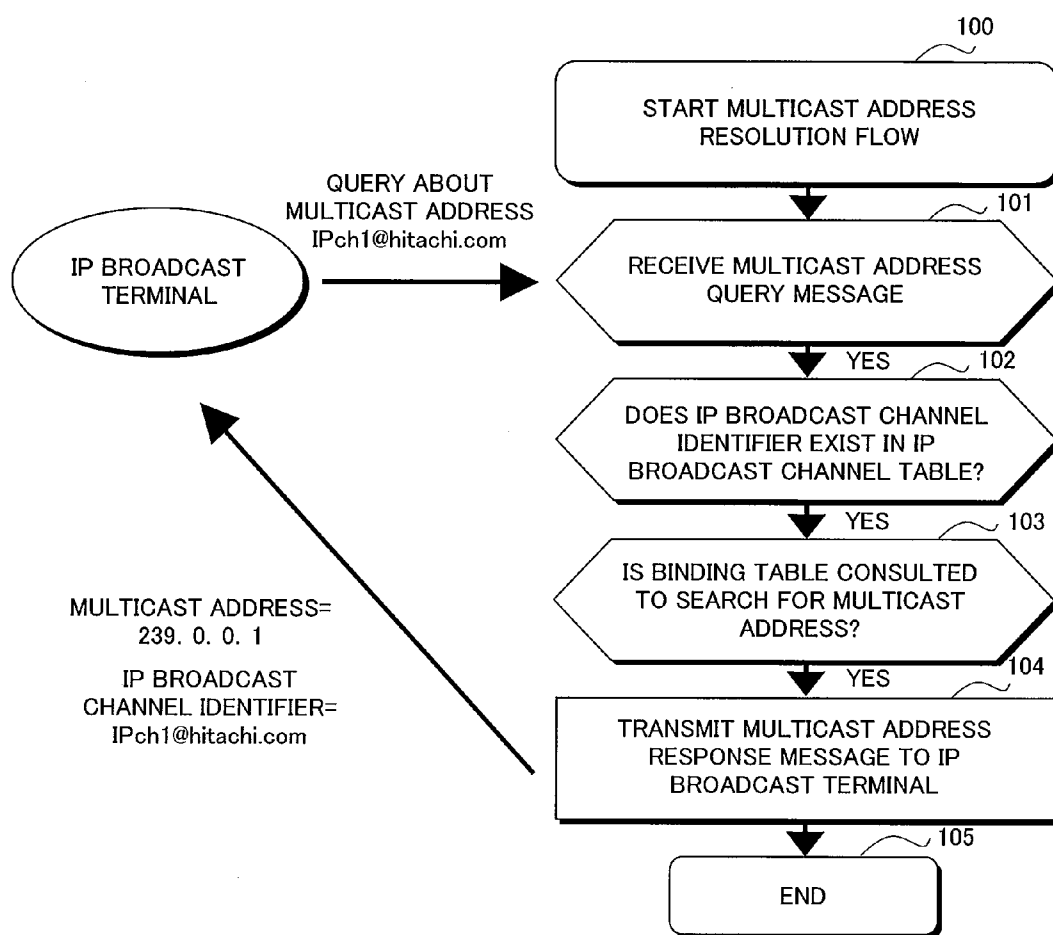 100
START MULTICAST ADDRESS
RESOLUTION FLOW
QUERY ABOUT
MULTICAST ADDRESS
IPch1@hitachi.com
101
IP BROADCAST
TERMINAL
RECEIVE MULTICAST ADDRESS
QUERY MESSAGE
YES
102
DOES IP BROADCAST CHANNEL
IDENTIFIER EXIST IN IP
BROADCAST CHANNEL TABLE?
YES
103
IS BINDING TABLE CONSULTED
TO SEARCH FOR MULTICAST
ADDRESS?
MULTICAST ADDRESS=
239. 0. 0. 1
IP BROADCAST
CHANNEL IDENTIFIER=
IPch1@hitachi.com
YES
104
TRANSMIT MULTICAST ADDRESS
RESPONSE MESSAGE TO IP
BROADCAST TERMINAL
105
END